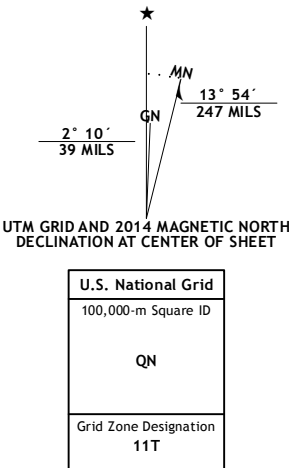 MN
GN
13° 54´
247 MILS
2° 10´
39 MILS
UTM GRID AND 2014 MAGNETIC NORTH
DECLINATION AT CENTER OF SHEET
U.S. National Grid
100,000-m Square ID
QN
Grid Zone Designation
11T